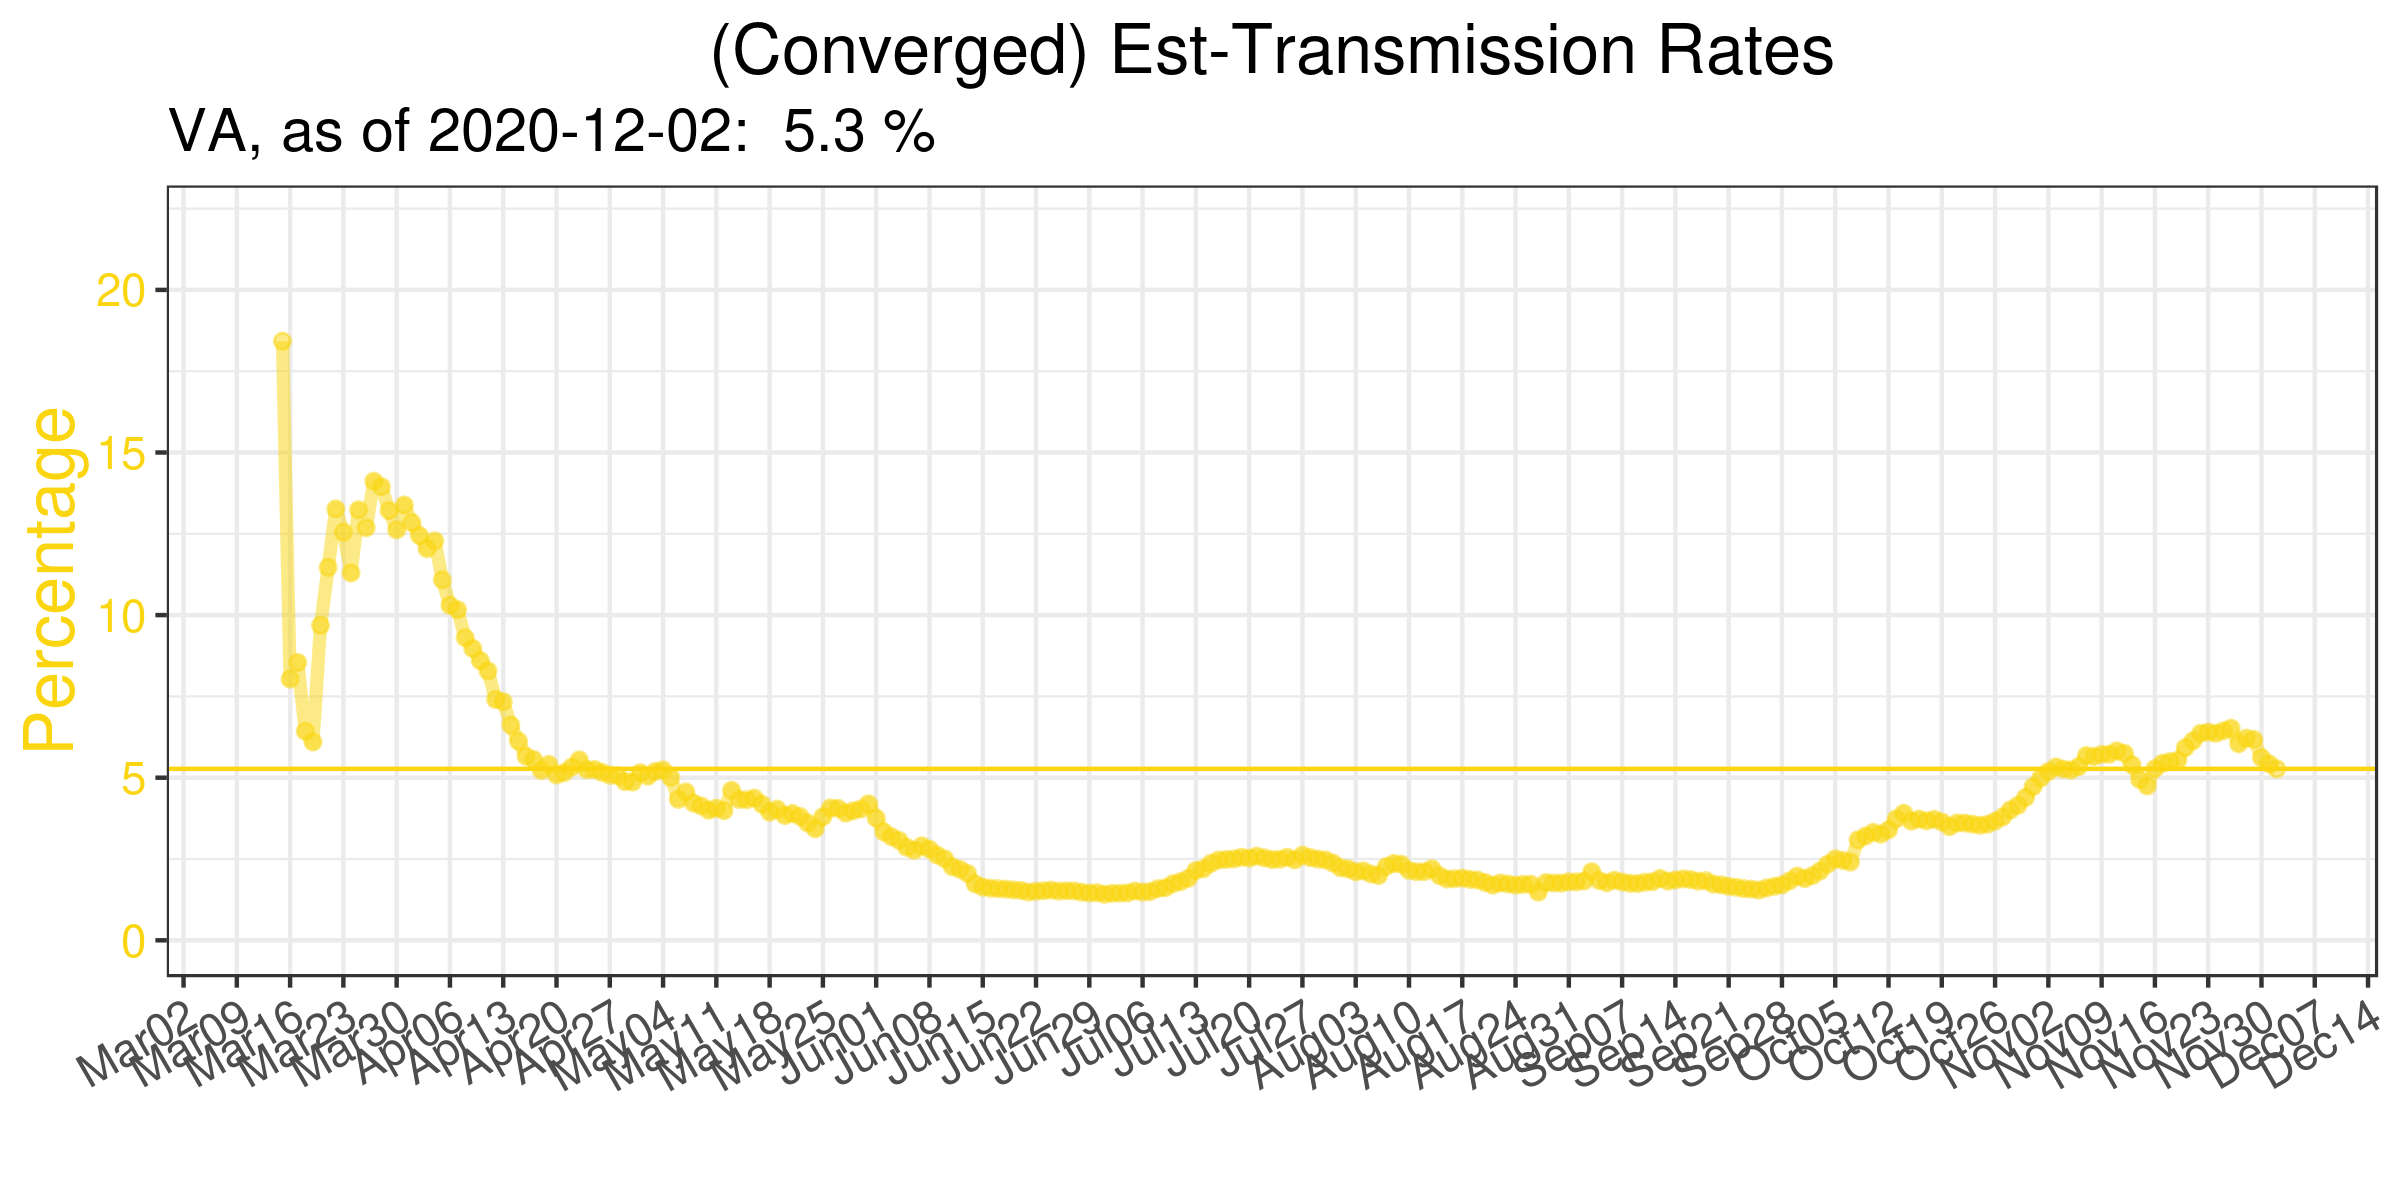 (Converged) Est-Transmission Rates
VA, as of 2020-12-02:  5.3 %
Percentage
20
15
10
5
0
Mar02
Mar09
Mar16
Mar23
Mar30
Apr06
Apr13
Apr20
Apr27
May04
May11
May18
May25
Jun01
Jun08
Jun15
Jun22
Jun29
Jul06
Jul13
Jul20
Jul27
Aug03
Aug10
Aug17
Aug24
Aug31
Sep07
Sep14
Sep21
Sep28
Oct05
Oct12
Oct19
Oct26
Nov02
Nov09
Nov16
Nov23
Nov30
Dec07
Dec14